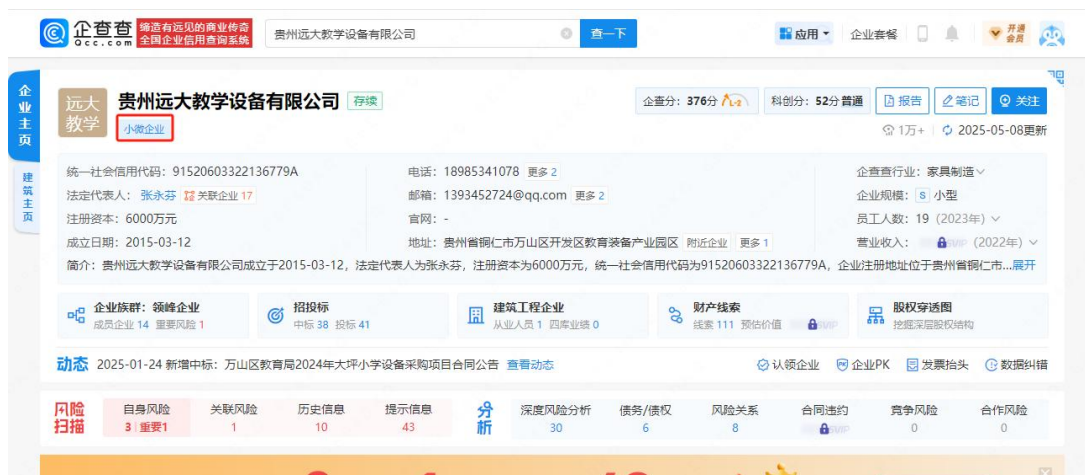 企查查 缔造有远见的商业传奇
Qcc.com 全国企业信用查询系统
贵州远大教学设备有限公司 查一下 应用 企业套餐 开通会员
企业主页
建筑主页
远大教学
贵州远大教学设备有限公司 存续
小微企业
企查分：376分 L-2 科创分：52分 普通 报告 笔记 关注
1万+ 2025-05-08更新
统一社会信用代码：91520603322136779A 电话：18985341078 更多 2 企查查行业：家具制造
法定代表人：张永芬 关联企业 17 邮箱：1393452724@qq.com 更多 2 企业规模：S 小型
注册资本：6000万元 官网：- 员工人数：19 (2023年)
成立日期：2015-03-12 地址：贵州省铜仁市万山区开发区教育装备产业园区 附近企业 更多 1 营业收入： (2022年)
简介：贵州远大教学设备有限公司成立于2015-03-12，法定代表人为张永芬，注册资本为6000万元，统一社会信用代码为91520603322136779A，企业注册地址位于贵州省铜仁市...展开
企业族群：领峰企业 招投标 建筑工程企业 财产线索 股权穿透图
成员企业 14 重要风险 1 中标 38 投标 41 从业人员 1 四库业绩 0 线索 111 预估价值 挖掘深层股权结构
动态 2025-01-24 新增中标：万山区教育局2024年大坪小学设备采购项目合同公告 查看动态 认领企业 PK 企业PK 发票抬头 数据纠错
风险扫描 自身风险 关联风险 历史信息 提示信息 分析 深度风险分析 债务/债权 风险关系 合同违约 竞争风险 合作风险
3 重要1 1 10 43 30 6 8 0 0